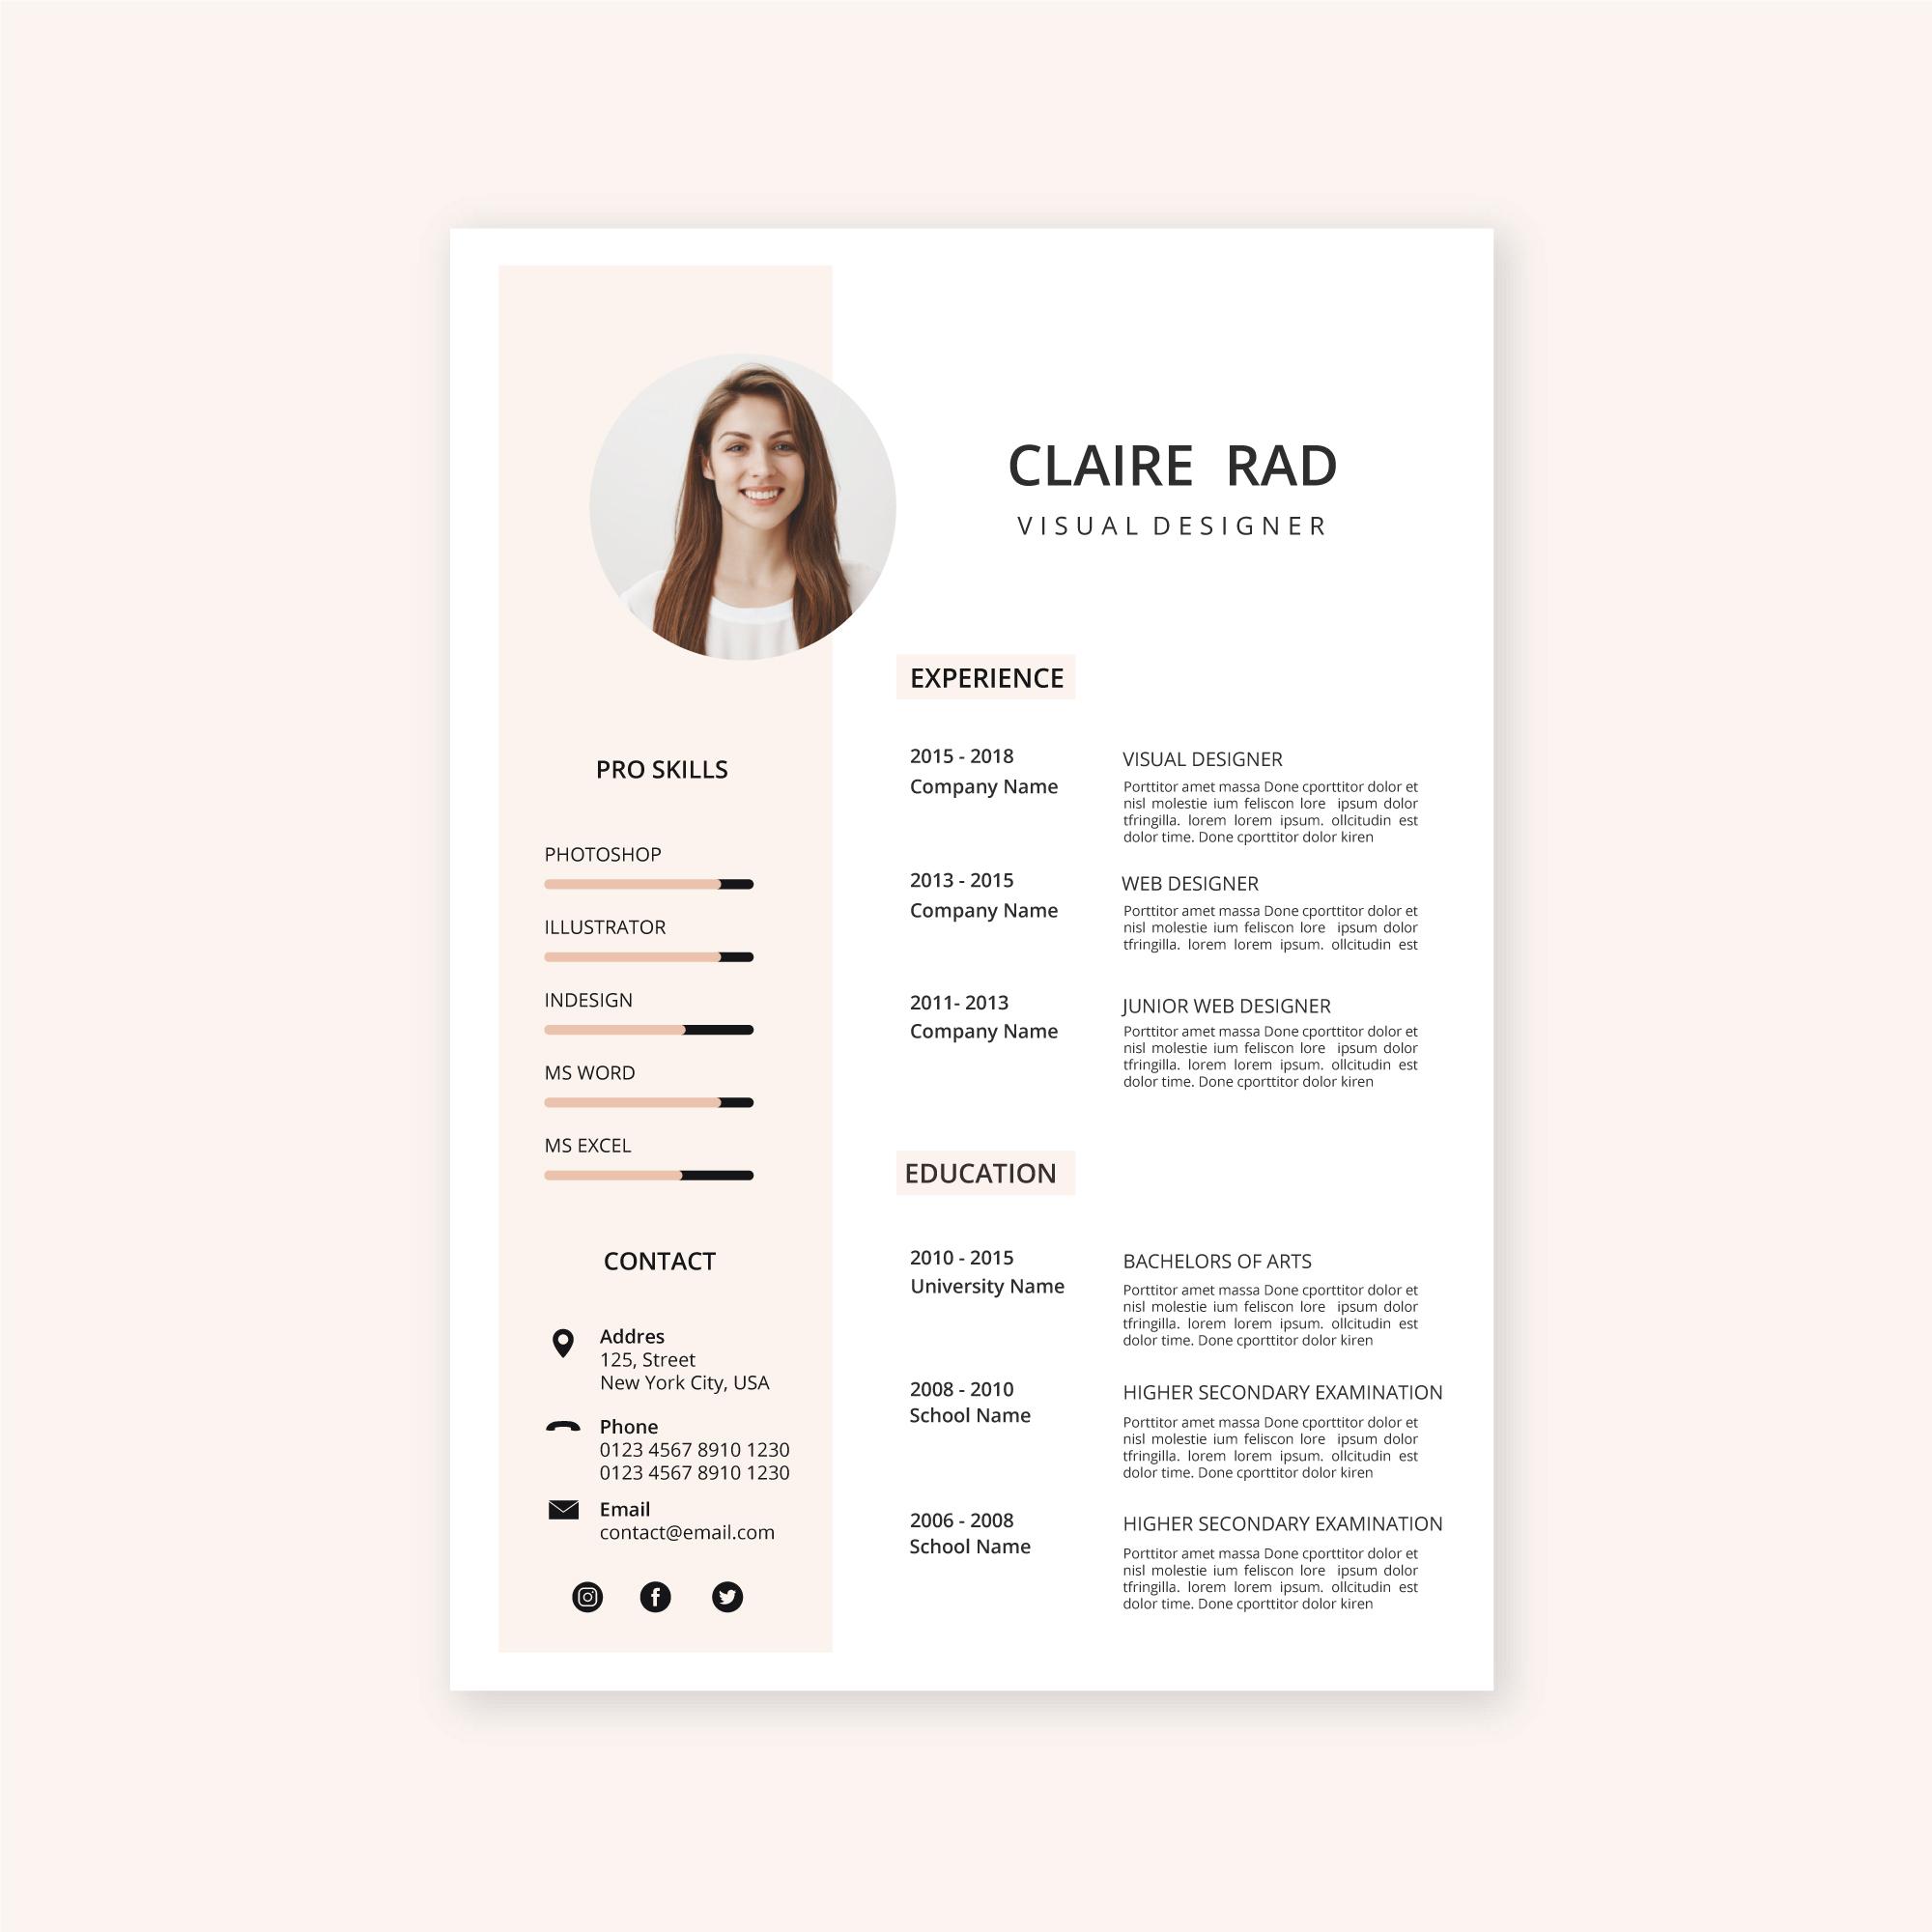 CLAIRE RAD
VISUAL DESIGNER
PRO SKILLS
PHOTOSHOP
ILLUSTRATOR
INDESIGN
MS WORD
MS EXCEL
CONTACT
Addres
125, Street
New York City, USA
Phone
0123 4567 8910 1230
0123 4567 8910 1230
Email
contact@email.com
EXPERIENCE
2015 - 2018
Company Name
VISUAL DESIGNER
Porttitor amet massa Done cporttitor dolor et
nisl molestie ium feliscon lore ipsum dolor
tfringilla. lorem lorem ipsum. ollcitudin est
dolor time. Done cporttitor dolor kiren
2013 - 2015
Company Name
WEB DESIGNER
Porttitor amet massa Done cporttitor dolor et
nisl molestie ium feliscon lore ipsum dolor
tfringilla. lorem lorem ipsum. ollcitudin est
2011- 2013
Company Name
JUNIOR WEB DESIGNER
Porttitor amet massa Done cporttitor dolor et
nisl molestie ium feliscon lore ipsum dolor
tfringilla. lorem lorem ipsum. ollcitudin est
dolor time. Done cporttitor dolor kiren
EDUCATION
2010 - 2015
University Name
BACHELORS OF ARTS
Porttitor amet massa Done cporttitor dolor et
nisl molestie ium feliscon lore ipsum dolor
tfringilla. lorem lorem ipsum. ollcitudin est
dolor time. Done cporttitor dolor kiren
2008 - 2010
School Name
HIGHER SECONDARY EXAMINATION
Porttitor amet massa Done cporttitor dolor et
nisl molestie ium feliscon lore ipsum dolor
tfringilla. lorem lorem ipsum. ollcitudin est
dolor time. Done cporttitor dolor kiren
2006 - 2008
School Name
HIGHER SECONDARY EXAMINATION
Porttitor amet massa Done cporttitor dolor et
nisl molestie ium feliscon lore ipsum dolor
tfringilla. lorem lorem ipsum. ollcitudin est
dolor time. Done cporttitor dolor kiren